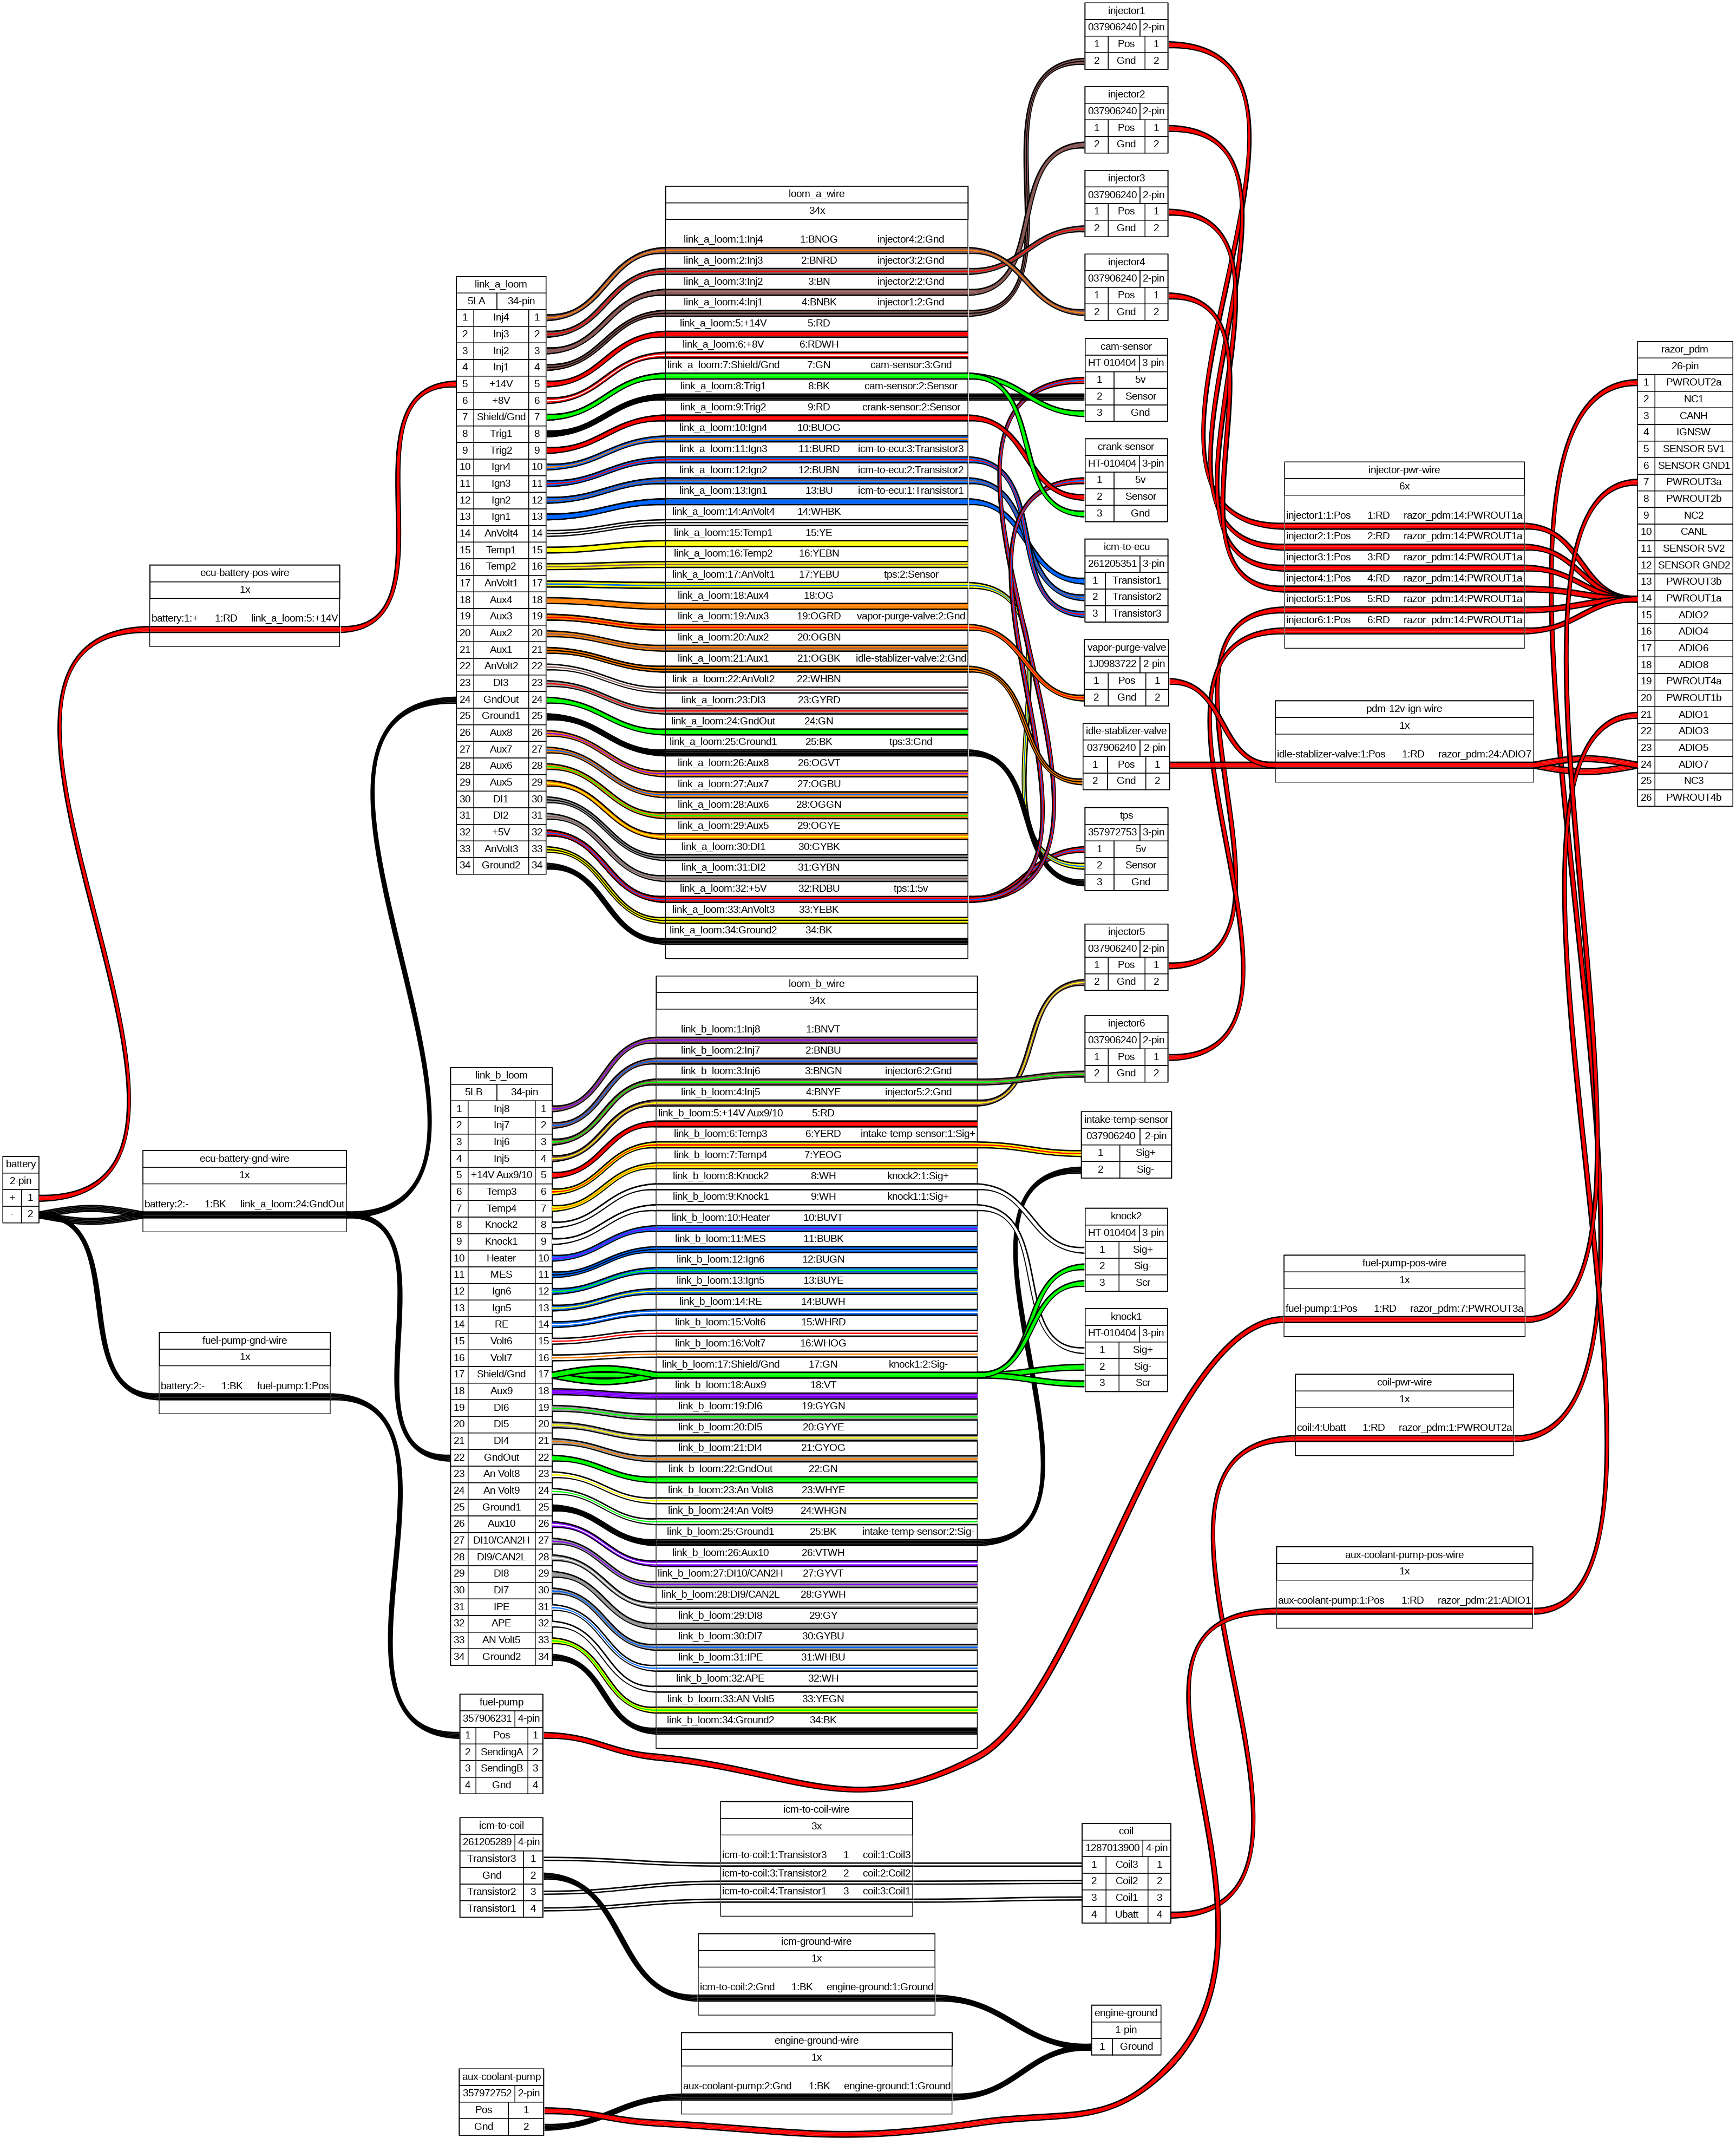 injector1
037906240 2-pin
1 Pos 1
2 Gnd 2
injector2
037906240 2-pin
1 Pos 1
2 Gnd 2
injector3
037906240 2-pin
1 Pos 1
2 Gnd 2
injector4
037906240 2-pin
1 Pos 1
2 Gnd 2
cam-sensor
HT-010404 3-pin
1 5v
2 Sensor
3 Gnd
crank-sensor
HT-010404 3-pin
1 5v
2 Sensor
3 Gnd
icm-to-ecu
261205351 3-pin
1 Transistor1
2 Transistor2
3 Transistor3
vapor-purge-valve
1J0983722 2-pin
1 Pos 1
2 Gnd 2
idle-stablizer-valve
037906240 2-pin
1 Pos 1
2 Gnd 2
tps
357972753 3-pin
1 5v
2 Sensor
3 Gnd
injector5
037906240 2-pin
1 Pos 1
2 Gnd 2
injector6
037906240 2-pin
1 Pos 1
2 Gnd 2
intake-temp-sensor
037906240 2-pin
1 Sig+
2 Sig-
knock2
HT-010404 3-pin
1 Sig+
2 Sig-
3 Scr
knock1
HT-010404 3-pin
1 Sig+
2 Sig-
3 Scr
loom_a_wire
34x
link_a_loom:1:Inj4 1:BNOG injector4:2:Gnd
link_a_loom:2:Inj3 2:BNRD injector3:2:Gnd
link_a_loom:3:Inj2 3:BN injector2:2:Gnd
link_a_loom:4:Inj1 4:BNBK injector1:2:Gnd
link_a_loom:5:+14V 5:RD
link_a_loom:6:+8V 6:RDWH
link_a_loom:7:Shield/Gnd 7:GN cam-sensor:3:Gnd
link_a_loom:8:Trig1 8:BK cam-sensor:2:Sensor
link_a_loom:9:Trig2 9:RD crank-sensor:2:Sensor
link_a_loom:10:Ign4 10:BUOG
link_a_loom:11:Ign3 11:BURD icm-to-ecu:3:Transistor3
link_a_loom:12:Ign2 12:BUBN icm-to-ecu:2:Transistor2
link_a_loom:13:Ign1 13:BU icm-to-ecu:1:Transistor1
link_a_loom:14:AnVolt4 14:WHBK
link_a_loom:15:Temp1 15:YE
link_a_loom:16:Temp2 16:YEBN
link_a_loom:17:AnVolt1 17:YEBU tps:2:Sensor
link_a_loom:18:Aux4 18:OG
link_a_loom:19:Aux3 19:OGRD vapor-purge-valve:2:Gnd
link_a_loom:20:Aux2 20:OGBN
link_a_loom:21:Aux1 21:OGBK idle-stablizer-valve:2:Gnd
link_a_loom:22:AnVolt2 22:WHBN
link_a_loom:23:DI3 23:GYRD
link_a_loom:24:GndOut 24:GN
link_a_loom:25:Ground1 25:BK tps:3:Gnd
link_a_loom:26:Aux8 26:OGVT
link_a_loom:27:Aux7 27:OGBU
link_a_loom:28:Aux6 28:OGGN
link_a_loom:29:Aux5 29:OGYE
link_a_loom:30:DI1 30:GYBK
link_a_loom:31:DI2 31:GYBN
link_a_loom:32:+5V 32:RDBU tps:1:5v
link_a_loom:33:AnVolt3 33:YEBK
link_a_loom:34:Ground2 34:BK
link_a_loom
5LA 34-pin
1 Inj4 1
2 Inj3 2
3 Inj2 3
4 Inj1 4
5 +14V 5
6 +8V 6
7 Shield/Gnd 7
8 Trig1 8
9 Trig2 9
10 Ign4 10
11 Ign3 11
12 Ign2 12
13 Ign1 13
14 AnVolt4 14
15 Temp1 15
16 Temp2 16
17 AnVolt1 17
18 Aux4 18
19 Aux3 19
20 Aux2 20
21 Aux1 21
22 AnVolt2 22
23 DI3 23
24 GndOut 24
25 Ground1 25
26 Aux8 26
27 Aux7 27
28 Aux6 28
29 Aux5 29
30 DI1 30
31 DI2 31
32 +5V 32
33 AnVolt3 33
34 Ground2 34
razor_pdm
26-pin
1 PWROUT2a
2 NC1
3 CANH
4 IGNSW
5 SENSOR 5V1
6 SENSOR GND1
7 PWROUT3a
8 PWROUT2b
9 NC2
10 CANL
11 SENSOR 5V2
12 SENSOR GND2
13 PWROUT3b
14 PWROUT1a
15 ADIO2
16 ADIO4
17 ADIO6
18 ADIO8
19 PWROUT4a
20 PWROUT1b
21 ADIO1
22 ADIO3
23 ADIO5
24 ADIO7
25 NC3
26 PWROUT4b
injector-pwr-wire
6x
injector1:1:Pos 1:RD razor_pdm:14:PWROUT1a
injector2:1:Pos 2:RD razor_pdm:14:PWROUT1a
injector3:1:Pos 3:RD razor_pdm:14:PWROUT1a
injector4:1:Pos 4:RD razor_pdm:14:PWROUT1a
injector5:1:Pos 5:RD razor_pdm:14:PWROUT1a
injector6:1:Pos 6:RD razor_pdm:14:PWROUT1a
pdm-12v-ign-wire
1x
idle-stablizer-valve:1:Pos 1:RD razor_pdm:24:ADIO7
ecu-battery-pos-wire
1x
battery:1:+ 1:RD link_a_loom:5:+14V
loom_b_wire
34x
link_b_loom:1:Inj8 1:BNVT
link_b_loom:2:Inj7 2:BNBU
link_b_loom:3:Inj6 3:BNGN injector6:2:Gnd
link_b_loom:4:Inj5 4:BNYE injector5:2:Gnd
link_b_loom:5:+14V Aux9/10 5:RD
link_b_loom:6:Temp3 6:YERD intake-temp-sensor:1:Sig+
link_b_loom:7:Temp4 7:YEOG
link_b_loom:8:Knock2 8:WH knock2:1:Sig+
link_b_loom:9:Knock1 9:WH knock1:1:Sig+
link_b_loom:10:Heater 10:BUVT
link_b_loom:11:MES 11:BUBK
link_b_loom:12:Ign6 12:BUGN
link_b_loom:13:Ign5 13:BUYE
link_b_loom:14:RE 14:BUWH
link_b_loom:15:Volt6 15:WHRD
link_b_loom:16:Volt7 16:WHOG
link_b_loom:17:Shield/Gnd 17:GN knock1:2:Sig-
link_b_loom:18:Aux9 18:VT
link_b_loom:19:DI6 19:GYGN
link_b_loom:20:DI5 20:GYYE
link_b_loom:21:DI4 21:GYOG
link_b_loom:22:GndOut 22:GN
link_b_loom:23:An Volt8 23:WHYE
link_b_loom:24:An Volt9 24:WHGN
link_b_loom:25:Ground1 25:BK intake-temp-sensor:2:Sig-
link_b_loom:26:Aux10 26:VTWH
link_b_loom:27:DI10/CAN2H 27:GYVT
link_b_loom:28:DI9/CAN2L 28:GYWH
link_b_loom:29:DI8 29:GY
link_b_loom:30:DI7 30:GYBU
link_b_loom:31:IPE 31:WHBU
link_b_loom:32:APE 32:WH
link_b_loom:33:AN Volt5 33:YEGN
link_b_loom:34:Ground2 34:BK
link_b_loom
5LB 34-pin
1 Inj8 1
2 Inj7 2
3 Inj6 3
4 Inj5 4
5 +14V Aux9/10 5
6 Temp3 6
7 Temp4 7
8 Knock2 8
9 Knock1 9
10 Heater 10
11 MES 11
12 Ign6 12
13 Ign5 13
14 RE 14
15 Volt6 15
16 Volt7 16
17 Shield/Gnd 17
18 Aux9 18
19 DI6 19
20 DI5 20
21 DI4 21
22 GndOut 22
23 An Volt8 23
24 An Volt9 24
25 Ground1 25
26 Aux10 26
27 DI10/CAN2H 27
28 DI9/CAN2L 28
29 DI8 29
30 DI7 30
31 IPE 31
32 APE 32
33 AN Volt5 33
34 Ground2 34
battery
2-pin
+ 1
- 2
ecu-battery-gnd-wire
1x
battery:2:- 1:BK link_a_loom:24:GndOut
fuel-pump-gnd-wire
1x
battery:2:- 1:BK fuel-pump:1:Pos
fuel-pump-pos-wire
1x
fuel-pump:1:Pos 1:RD razor_pdm:7:PWROUT3a
coil-pwr-wire
1x
coil:4:Ubatt 1:RD razor_pdm:1:PWROUT2a
aux-coolant-pump-pos-wire
1x
aux-coolant-pump:1:Pos 1:RD razor_pdm:21:ADIO1
fuel-pump
357906231 4-pin
1 Pos 1
2 SendingA 2
3 SendingB 3
4 Gnd 4
icm-to-coil
261205289 4-pin
Transistor3 1
Gnd 2
Transistor2 3
Transistor1 4
icm-to-coil-wire
3x
icm-to-coil:1:Transistor3 1 coil:1:Coil3
icm-to-coil:3:Transistor2 2 coil:2:Coil2
icm-to-coil:4:Transistor1 3 coil:3:Coil1
coil
1287013900 4-pin
1 Coil3 1
2 Coil2 2
3 Coil1 3
4 Ubatt 4
icm-ground-wire
1x
icm-to-coil:2:Gnd 1:BK engine-ground:1:Ground
engine-ground
1-pin
1 Ground
engine-ground-wire
1x
aux-coolant-pump:2:Gnd 1:BK engine-ground:1:Ground
aux-coolant-pump
357972752 2-pin
Pos 1
Gnd 2